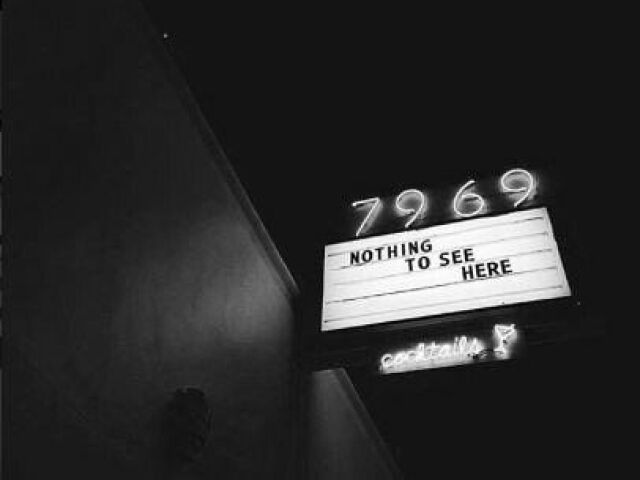 7969
NOTHING
TO SEE
HERE
cocktails